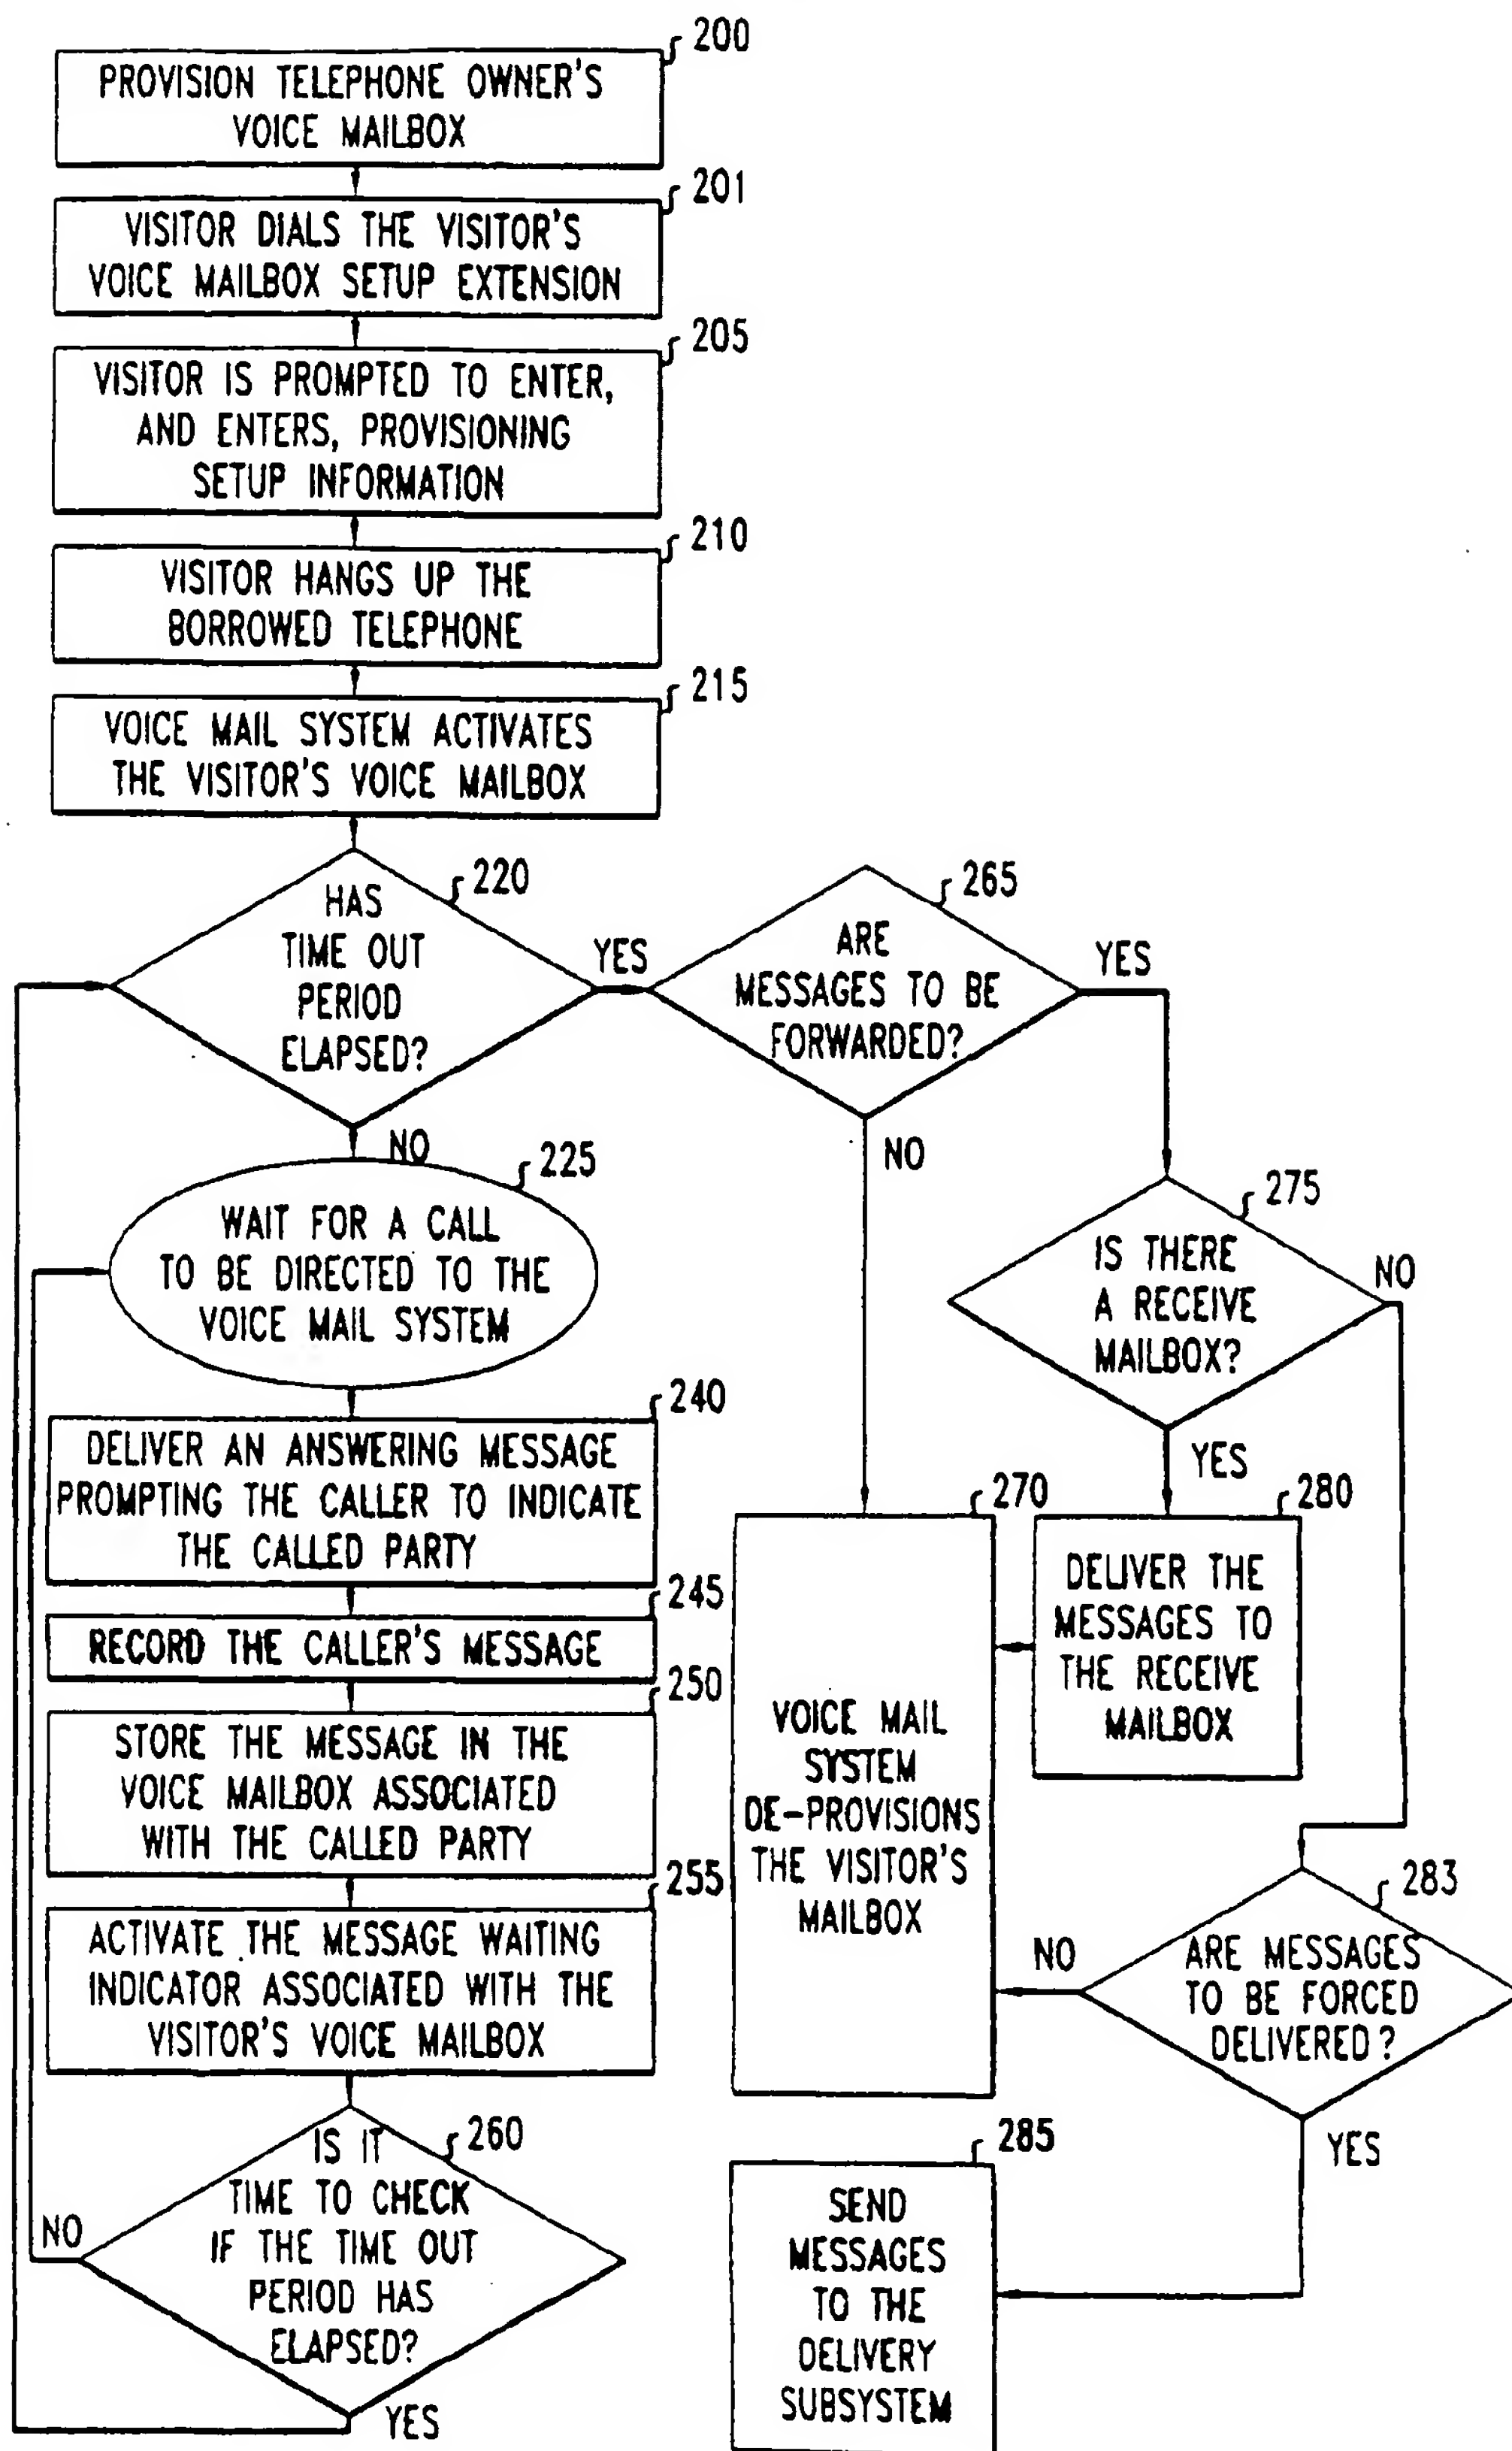 200
PROVISION TELEPHONE OWNER'S
VOICE MAILBOX
201
VISITOR DIALS THE VISITOR'S
VOICE MAILBOX SETUP EXTENSION
205
VISITOR IS PROMPTED TO ENTER,
AND ENTERS, PROVISIONING
SETUP INFORMATION
210
VISITOR HANGS UP THE
BORROWED TELEPHONE
215
VOICE MAIL SYSTEM ACTIVATES
THE VISITOR'S VOICE MAILBOX
220
HAS
TIME OUT
PERIOD
ELAPSED?
YES
NO
225
WAIT FOR A CALL
TO BE DIRECTED TO THE
VOICE MAIL SYSTEM
240
DELIVER AN ANSWERING MESSAGE
PROMPTING THE CALLER TO INDICATE
THE CALLED PARTY
245
RECORD THE CALLER'S MESSAGE
250
STORE THE MESSAGE IN THE
VOICE MAILBOX ASSOCIATED
WITH THE CALLED PARTY
255
ACTIVATE THE MESSAGE WAITING
INDICATOR ASSOCIATED WITH THE
VISITOR'S VOICE MAILBOX
260
IS IT
TIME TO CHECK
IF THE TIME OUT
PERIOD HAS
ELAPSED?
NO
YES
265
ARE
MESSAGES TO BE
FORWARDED?
YES
NO
275
IS THERE
A RECEIVE
MAILBOX?
NO
YES
270
VOICE MAIL
SYSTEM
DE-PROVISIONS
THE VISITOR'S
MAILBOX
280
DELIVER THE
MESSAGES TO
THE RECEIVE
MAILBOX
283
ARE MESSAGES
TO BE FORCED
DELIVERED?
NO
YES
285
SEND
MESSAGES
TO THE
DELIVERY
SUBSYSTEM